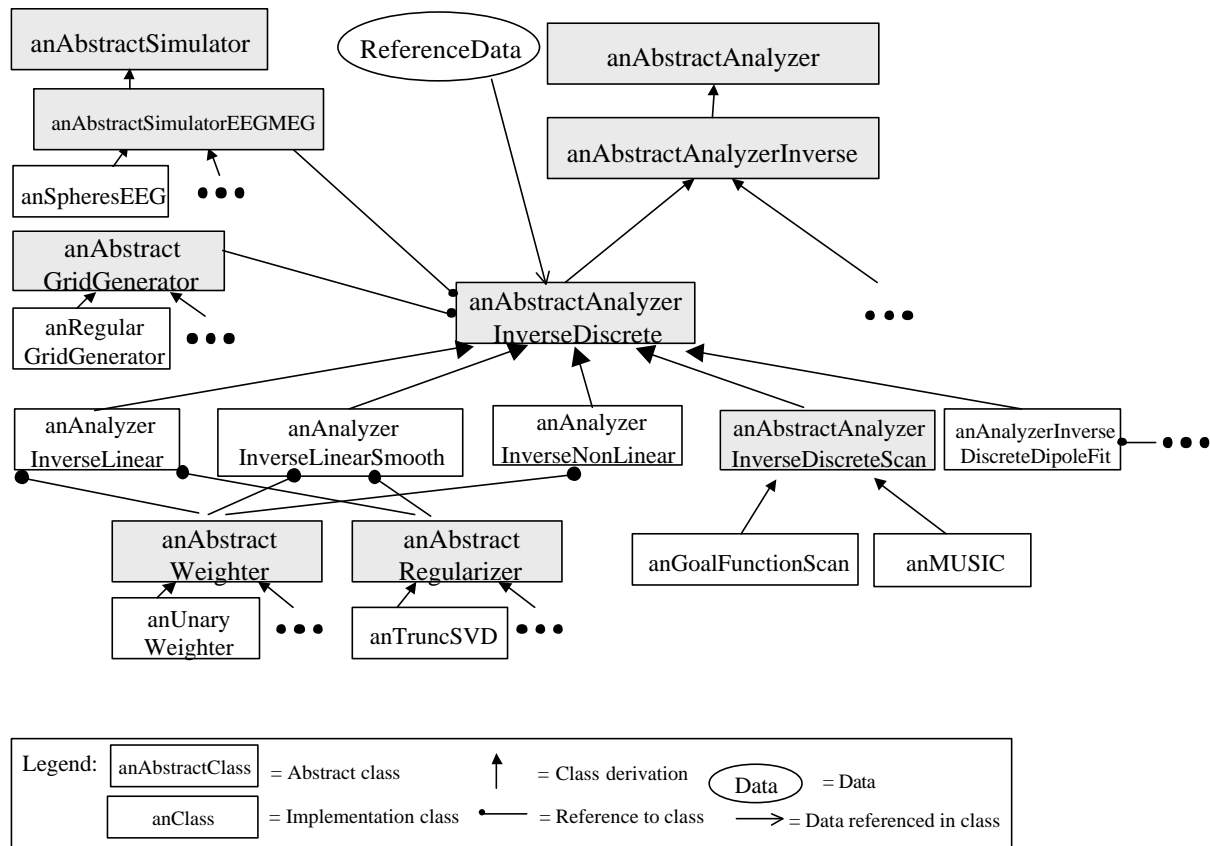 anAbstractSimulator
ReferenceData
anAbstractAnalyzer
anAbstractSimulatorEEGMEG
anAbstractAnalyzerInverse
anSpheresEEG
anAbstract
GridGenerator
anRegular
GridGenerator
anAbstractAnalyzer
InverseDiscrete
anAnalyzer
InverseLinear
anAnalyzer
InverseLinearSmooth
anAnalyzer
InverseNonLinear
anAbstractAnalyzer
InverseDiscreteScan
anAnalyzerInverse
DiscreteDipoleFit
anAbstract
Weighter
anAbstract
Regularizer
anGoalFunctionScan
anMUSIC
anUnary
Weighter
anTruncSVD
Legend:
anAbstractClass
= Abstract class
= Class derivation
Data
= Data
anClass
= Implementation class
= Reference to class
= Data referenced in class